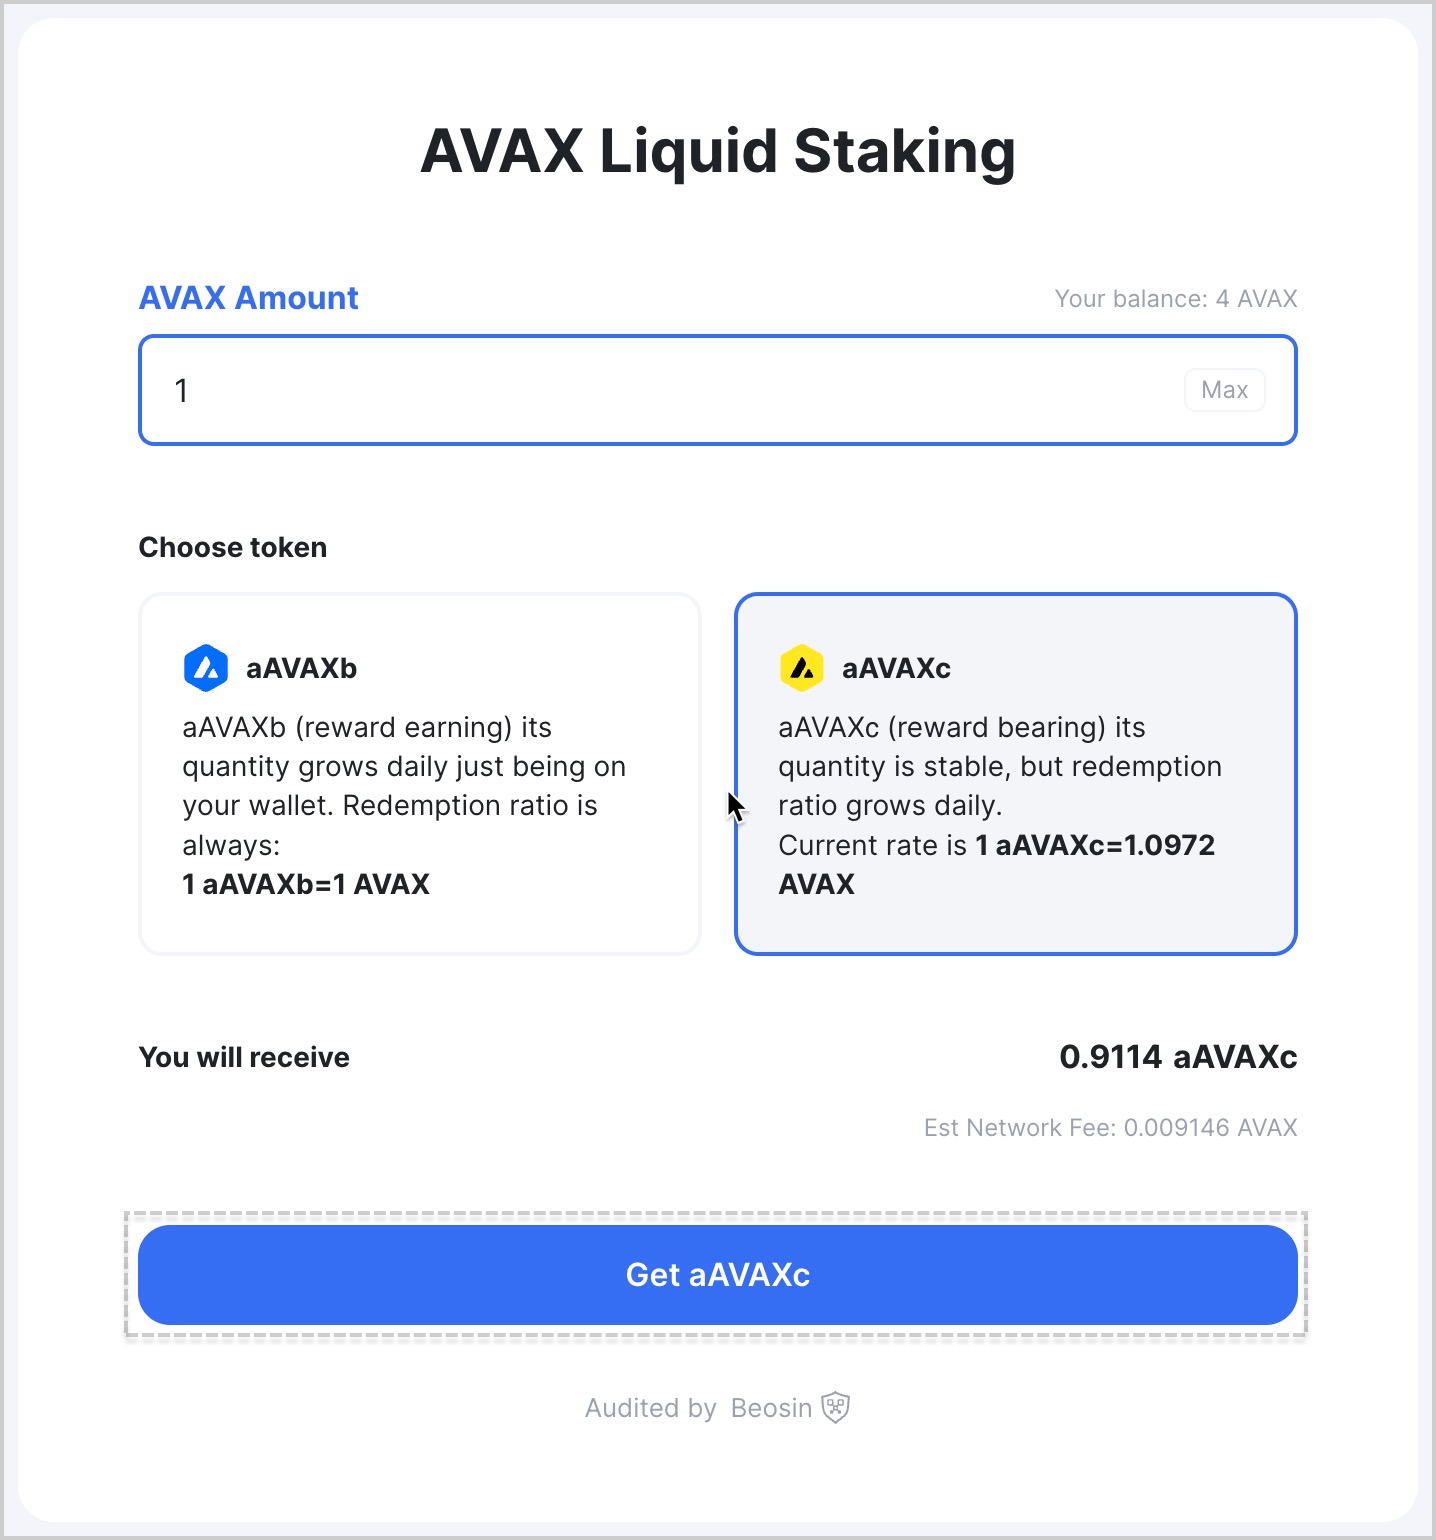 AVAX Liquid Staking
AVAX Amount
Your balance: 4 AVAX
1
Max
Choose token
aAVAXb
aAVAXb (reward earning) its
quantity grows daily just being on
your wallet. Redemption ratio is
always:
1 aAVAXb=1 AVAX
aAVAXc
aAVAXc (reward bearing) its
quantity is stable, but redemption
ratio grows daily.
Current rate is 1 aAVAXc=1.0972
AVAX
You will receive
0.9114 aAVAXc
Est Network Fee: 0.009146 AVAX
Get aAVAXc
Audited by Beosin